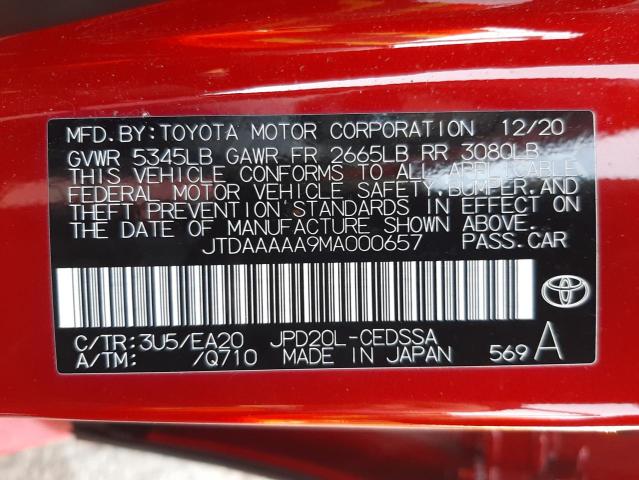 MFD. BY: TOYOTA MOTOR CORPORATION 12/20
GVWR 5345LB GAWR FR 2665LB RR 3080LB
THIS VEHICLE CONFORMS TO ALL APPLICABLE
FEDERAL MOTOR VEHICLE SAFETY, BUMPER, AND
THEFT PREVENTION STANDARDS IN EFFECT ON
THE DATE OF MANUFACTURE SHOWN ABOVE.
JTDAAAAA9MA000657 PASS. CAR
C/TR: 3U5/EA20 JPD20L-CEDSSA
A/TM: /Q710 MADE IN JAPAN 569 A